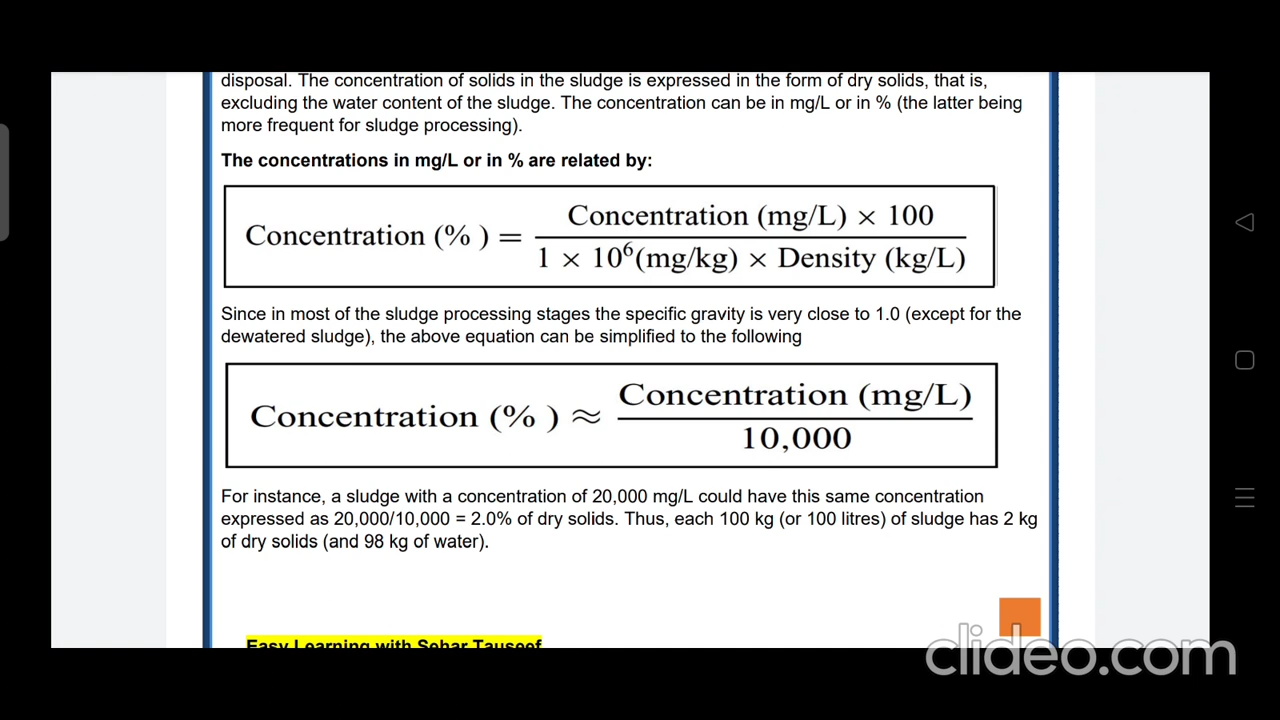 disposal. The concentration of solids in the sludge is expressed in the form of dry solids, that is,
excluding the water content of the sludge. The concentration can be in mg/L or in % (the latter being
more frequent for sludge processing).
The concentrations in mg/L or in % are related by:
Concentration (% ) = Concentration (mg/L) × 100 / 1 × 10⁶(mg/kg) × Density (kg/L)
Since in most of the sludge processing stages the specific gravity is very close to 1.0 (except for the
dewatered sludge), the above equation can be simplified to the following
Concentration (% ) ≈ Concentration (mg/L) / 10,000
For instance, a sludge with a concentration of 20,000 mg/L could have this same concentration
expressed as 20,000/10,000 = 2.0% of dry solids. Thus, each 100 kg (or 100 litres) of sludge has 2 kg
of dry solids (and 98 kg of water).
Easy Learning with Sehar Tauseef
clideo.com